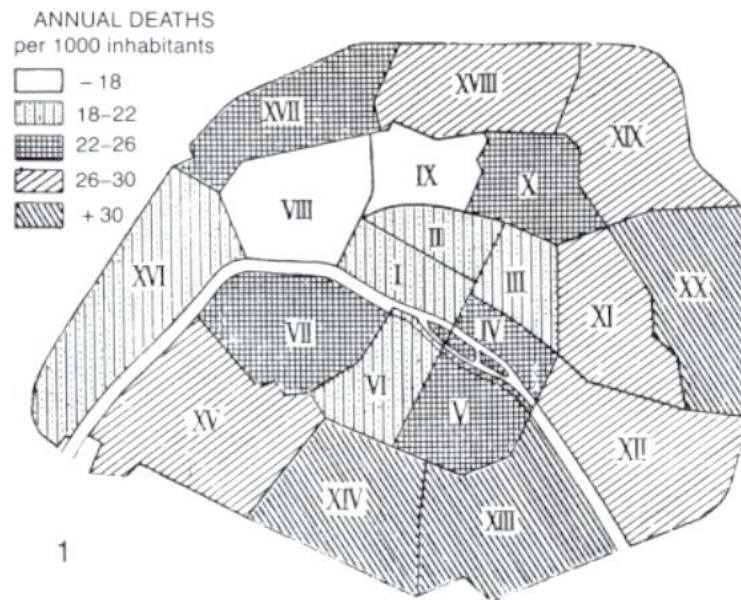 ANNUAL DEATHS
per 1000 inhabitants
– 18
18–22
22–26
26–30
+ 30
XVII
XVIII
XIX
IX
X
VIII
II
XVI
I
III
XX
XI
IV
VII
VI
V
XV
XII
XIV
XIII
1